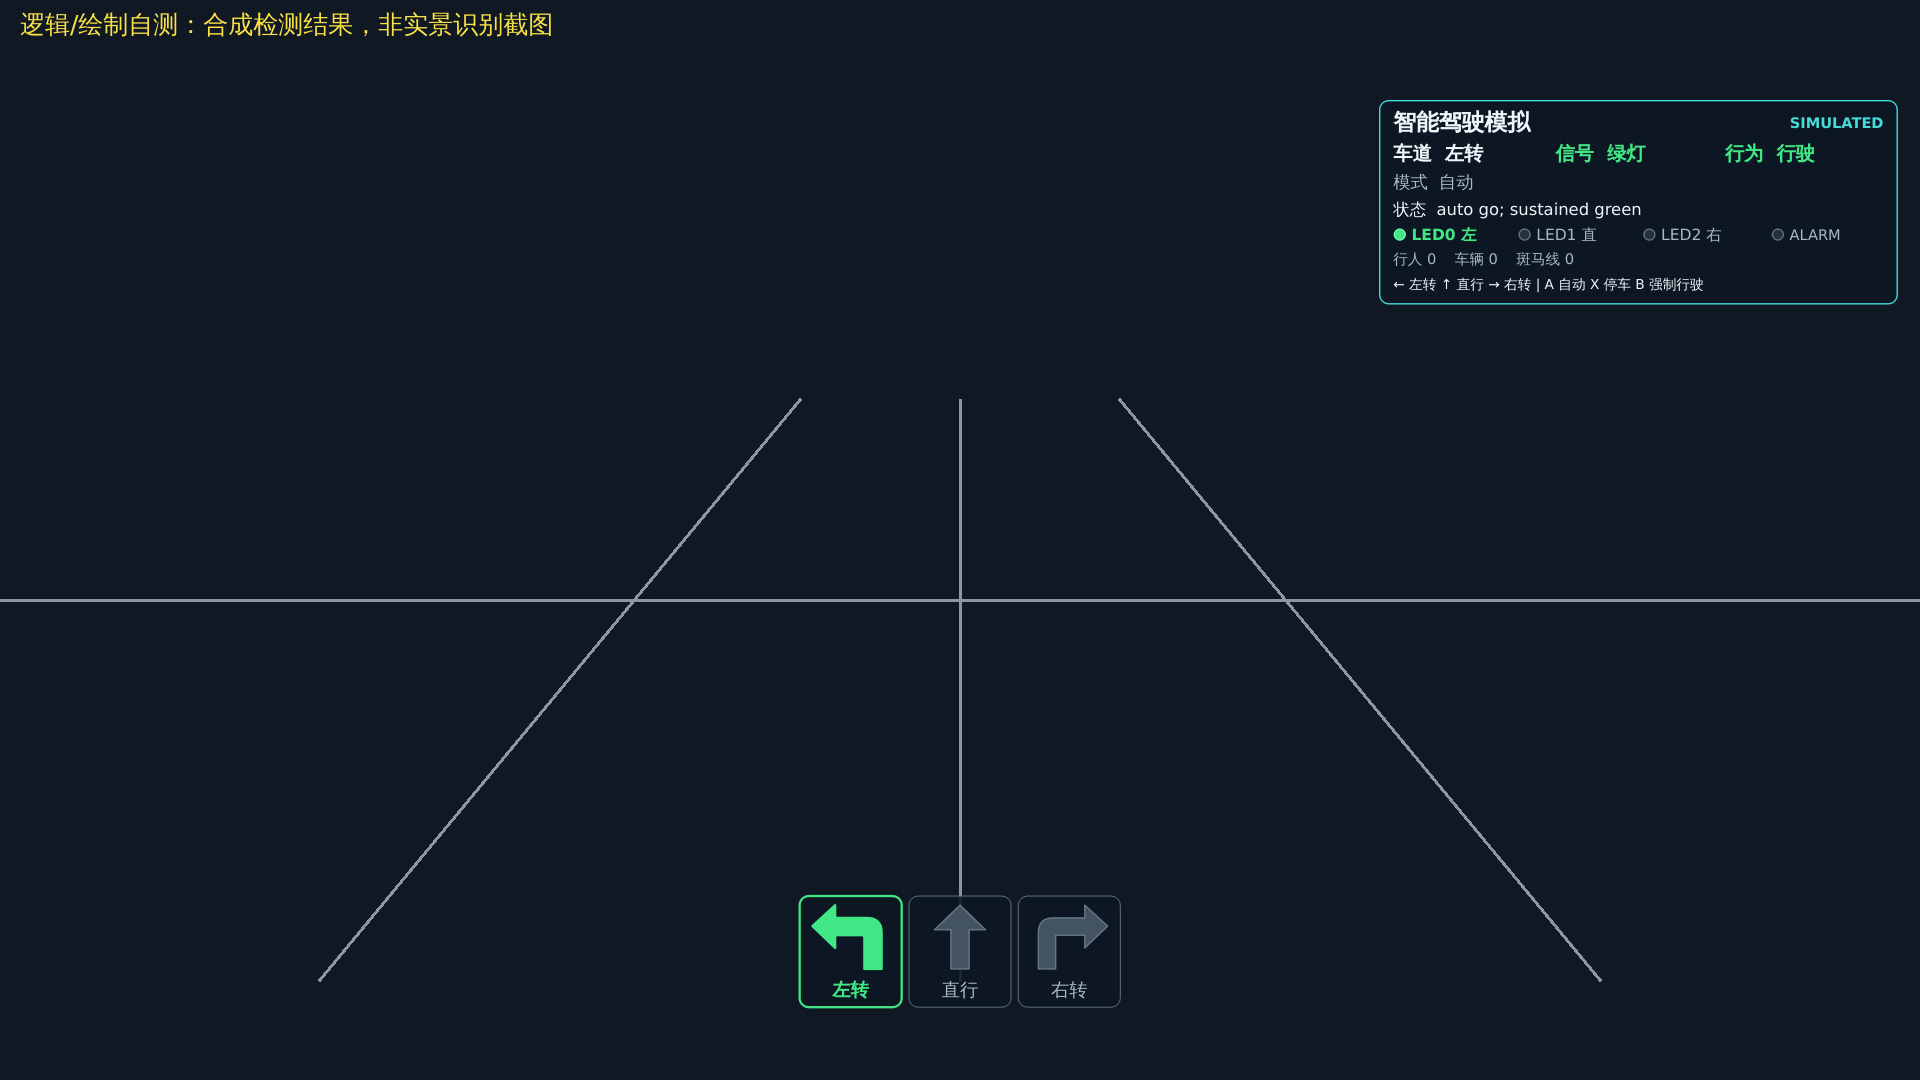 逻辑/绘制自测：合成检测结果，非实景识别截图
智能驾驶模拟 SIMULATED
车道 左转 信号 绿灯 行为 行驶
模式 自动
状态 auto go; sustained green
LED0 左 LED1 直 LED2 右 ALARM
行人 0 车辆 0 斑马线 0
← 左转 ↑ 直行 → 右转 | A 自动 X 停车 B 强制行驶
左转 直行 右转